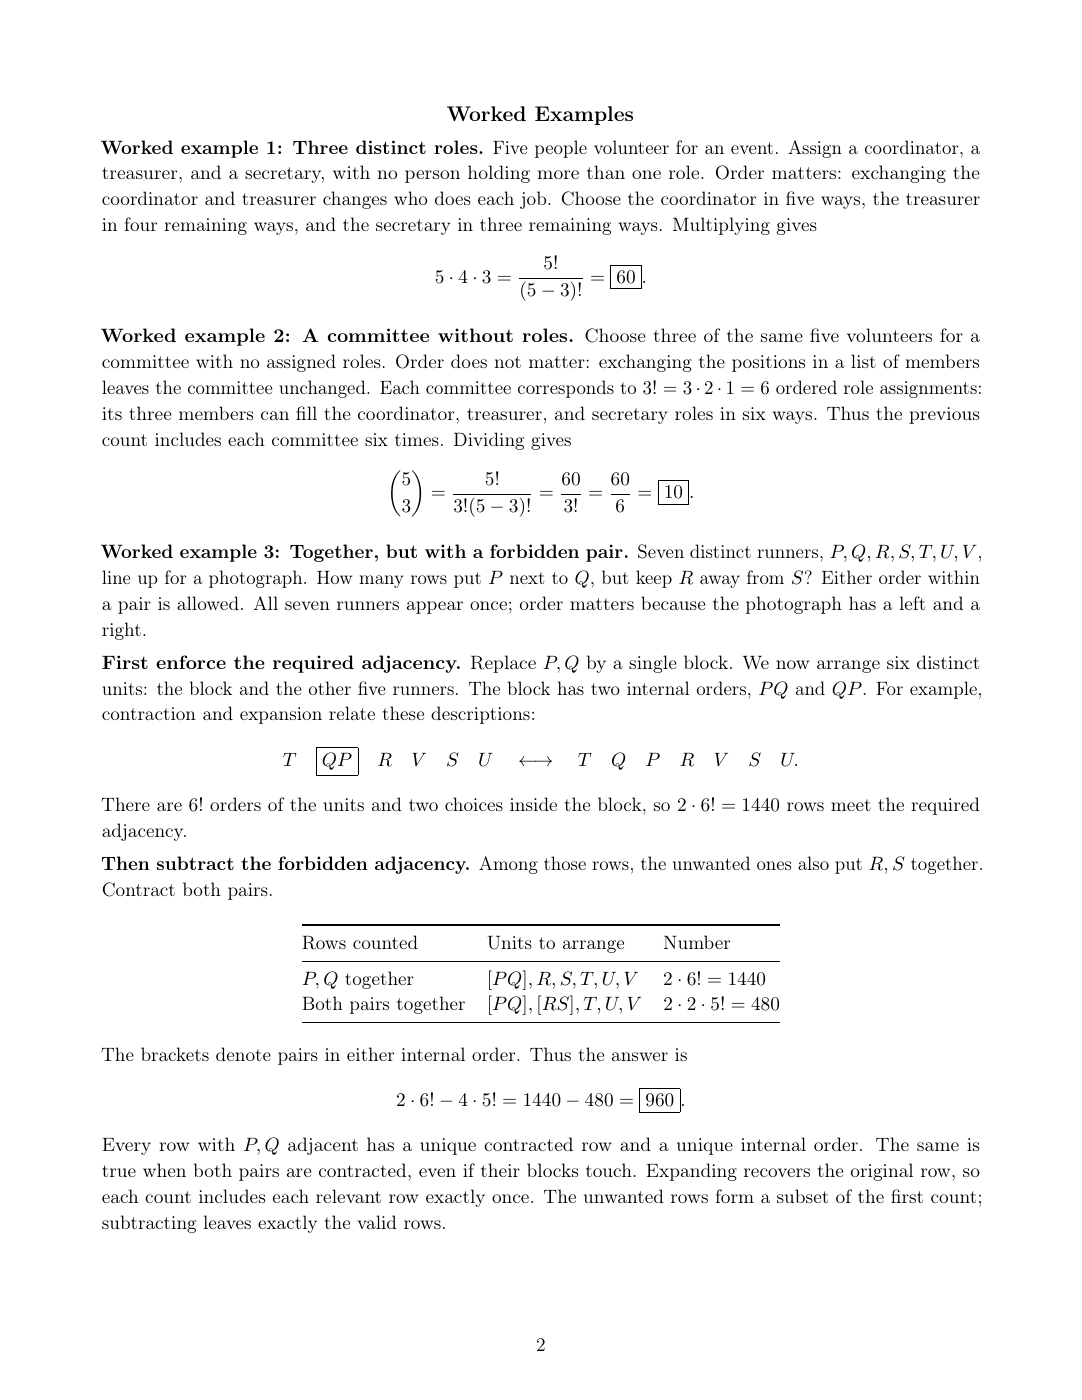 Worked Examples
Worked example 1: Three distinct roles. Five people volunteer for an event. Assign a coordinator, a
treasurer, and a secretary, with no person holding more than one role. Order matters: exchanging the
coordinator and treasurer changes who does each job. Choose the coordinator in five ways, the treasurer
in four remaining ways, and the secretary in three remaining ways. Multiplying gives
5 · 4 · 3 = 5!/(5 − 3)! = 60.
Worked example 2: A committee without roles. Choose three of the same five volunteers for a
committee with no assigned roles. Order does not matter: exchanging the positions in a list of members
leaves the committee unchanged. Each committee corresponds to 3! = 3 · 2 · 1 = 6 ordered role assignments:
its three members can fill the coordinator, treasurer, and secretary roles in six ways. Thus the previous
count includes each committee six times. Dividing gives
(5 3) = 5!/3!(5 − 3)! = 60/3! = 60/6 = 10.
Worked example 3: Together, but with a forbidden pair. Seven distinct runners, P, Q, R, S, T, U, V,
line up for a photograph. How many rows put P next to Q, but keep R away from S? Either order within
a pair is allowed. All seven runners appear once; order matters because the photograph has a left and a
right.
First enforce the required adjacency. Replace P, Q by a single block. We now arrange six distinct
units: the block and the other five runners. The block has two internal orders, PQ and QP. For example,
contraction and expansion relate these descriptions:
T QP R V S U ⟷ T Q P R V S U.
There are 6! orders of the units and two choices inside the block, so 2 · 6! = 1440 rows meet the required
adjacency.
Then subtract the forbidden adjacency. Among those rows, the unwanted ones also put R, S together.
Contract both pairs.
Rows counted Units to arrange Number
P, Q together [PQ], R, S, T, U, V 2 · 6! = 1440
Both pairs together [PQ], [RS], T, U, V 2 · 2 · 5! = 480
The brackets denote pairs in either internal order. Thus the answer is
2 · 6! − 4 · 5! = 1440 − 480 = 960.
Every row with P, Q adjacent has a unique contracted row and a unique internal order. The same is
true when both pairs are contracted, even if their blocks touch. Expanding recovers the original row, so
each count includes each relevant row exactly once. The unwanted rows form a subset of the first count;
subtracting leaves exactly the valid rows.
2